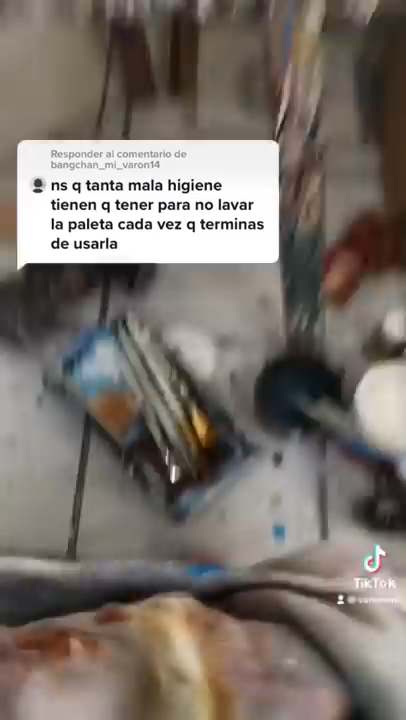 Responder al comentario de
bangchan_mi_varon14
ns q tanta mala higiene
tienen q tener para no lavar
la paleta cada vez q terminas
de usarla
TikTok